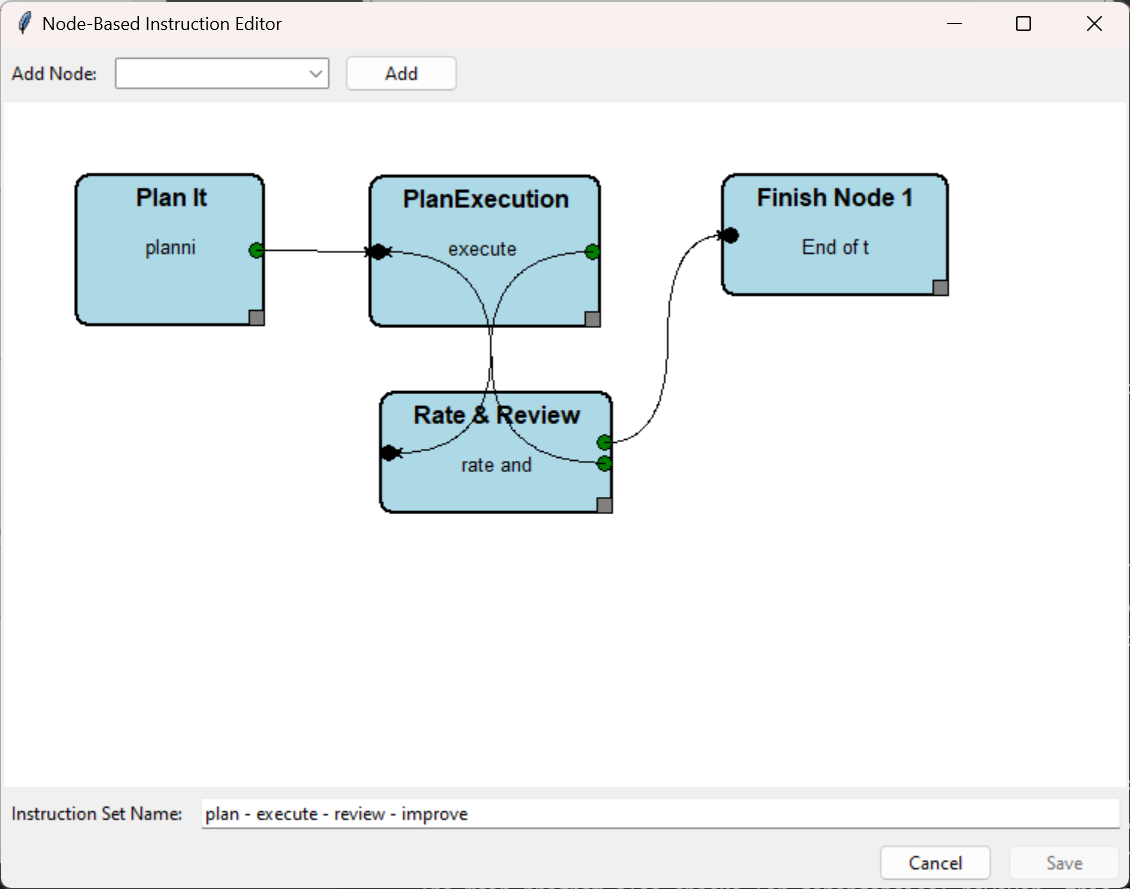 Node-Based Instruction Editor
Add Node:
Add
Plan It
planni
PlanExecution
execute
Finish Node 1
End of t
Rate & Review
rate and
Instruction Set Name:
plan - execute - review - improve
Cancel
Save